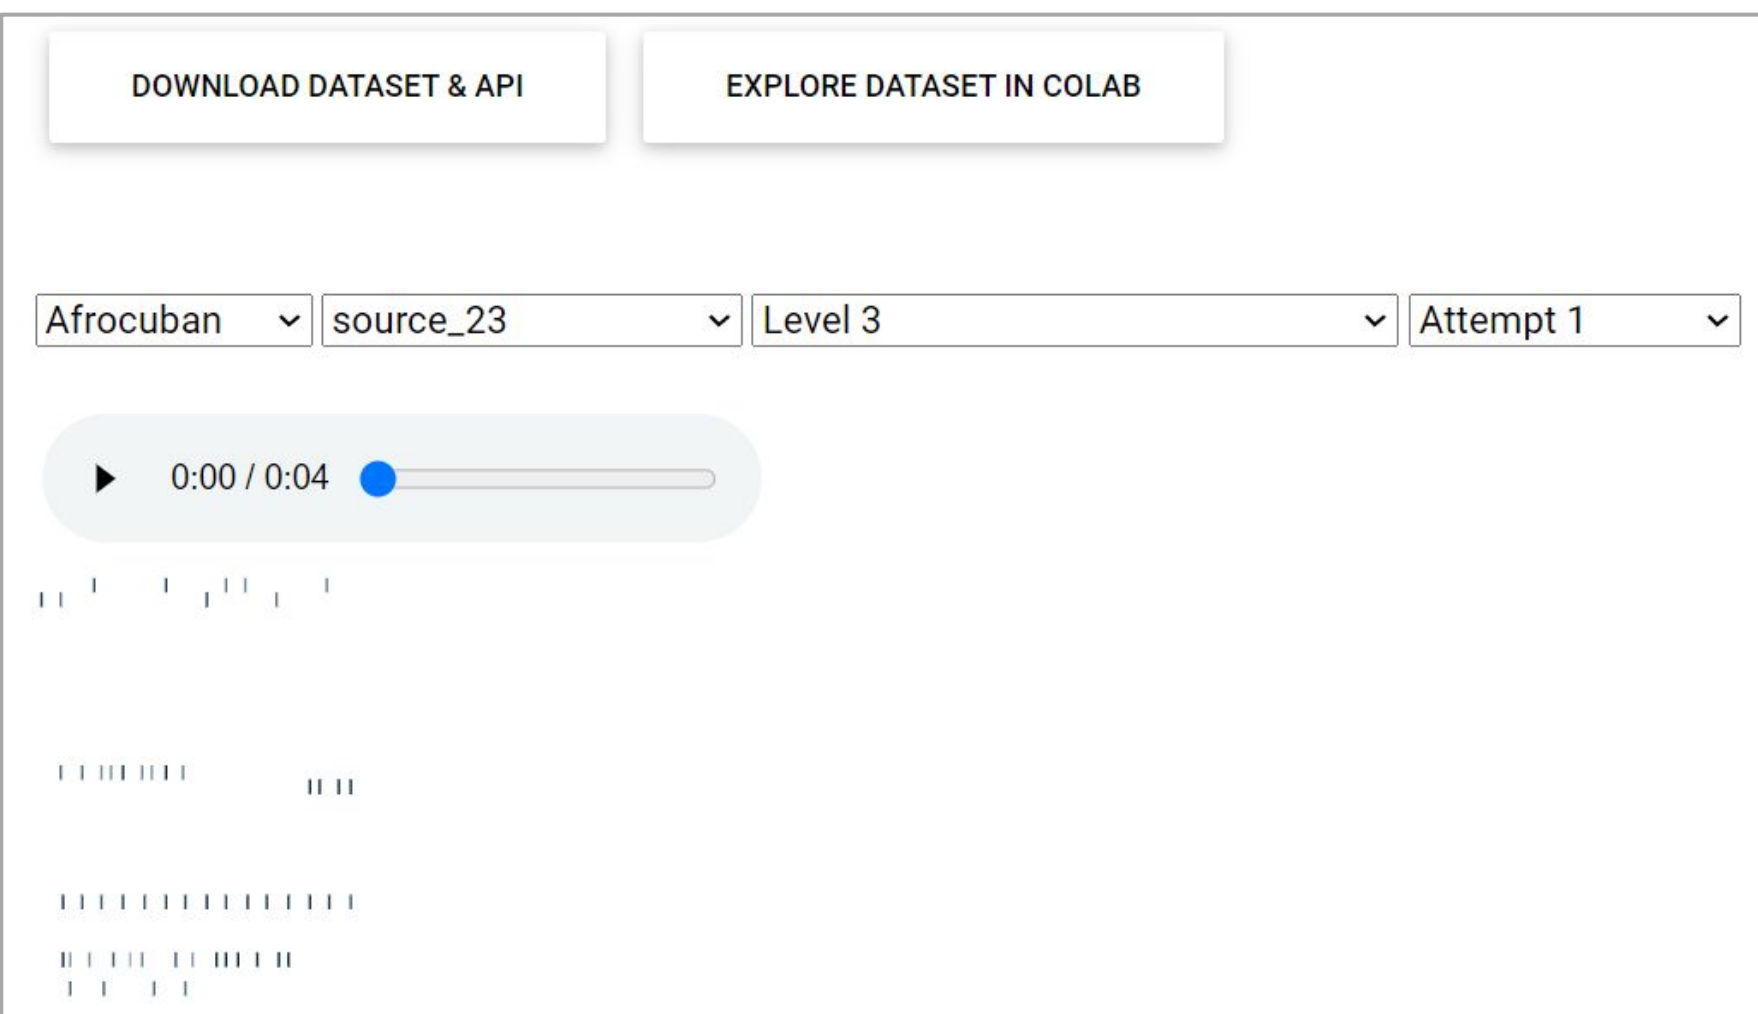 DOWNLOAD DATASET & API EXPLORE DATASET IN COLAB
Afrocuban source_23 Level 3 Attempt 1
0:00 / 0:04